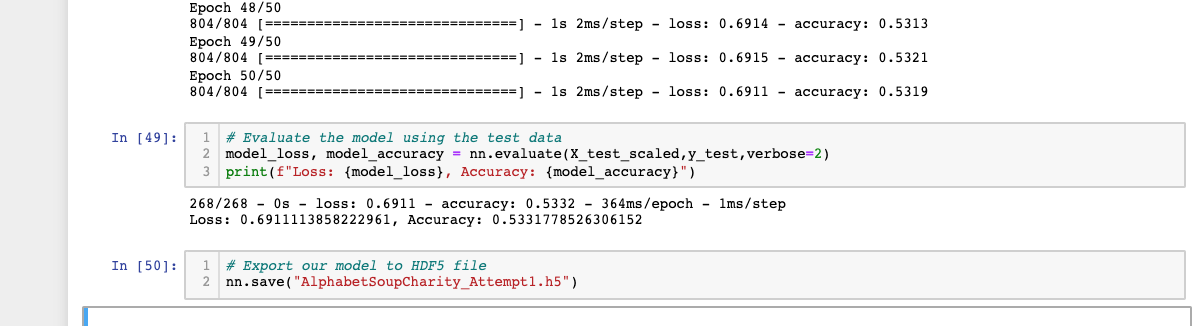 Epoch 48/50
804/804 [==============================] - 1s 2ms/step - loss: 0.6914 - accuracy: 0.5313
Epoch 49/50
804/804 [==============================] - 1s 2ms/step - loss: 0.6915 - accuracy: 0.5321
Epoch 50/50
804/804 [==============================] - 1s 2ms/step - loss: 0.6911 - accuracy: 0.5319
In [49]:
1 # Evaluate the model using the test data
2 model_loss, model_accuracy = nn.evaluate(X_test_scaled,y_test,verbose=2)
3 print(f"Loss: {model_loss}, Accuracy: {model_accuracy}")
268/268 - 0s - loss: 0.6911 - accuracy: 0.5332 - 364ms/epoch - 1ms/step
Loss: 0.6911113858222961, Accuracy: 0.5331778526306152
In [50]:
1 # Export our model to HDF5 file
2 nn.save("AlphabetSoupCharity_Attempt1.h5")